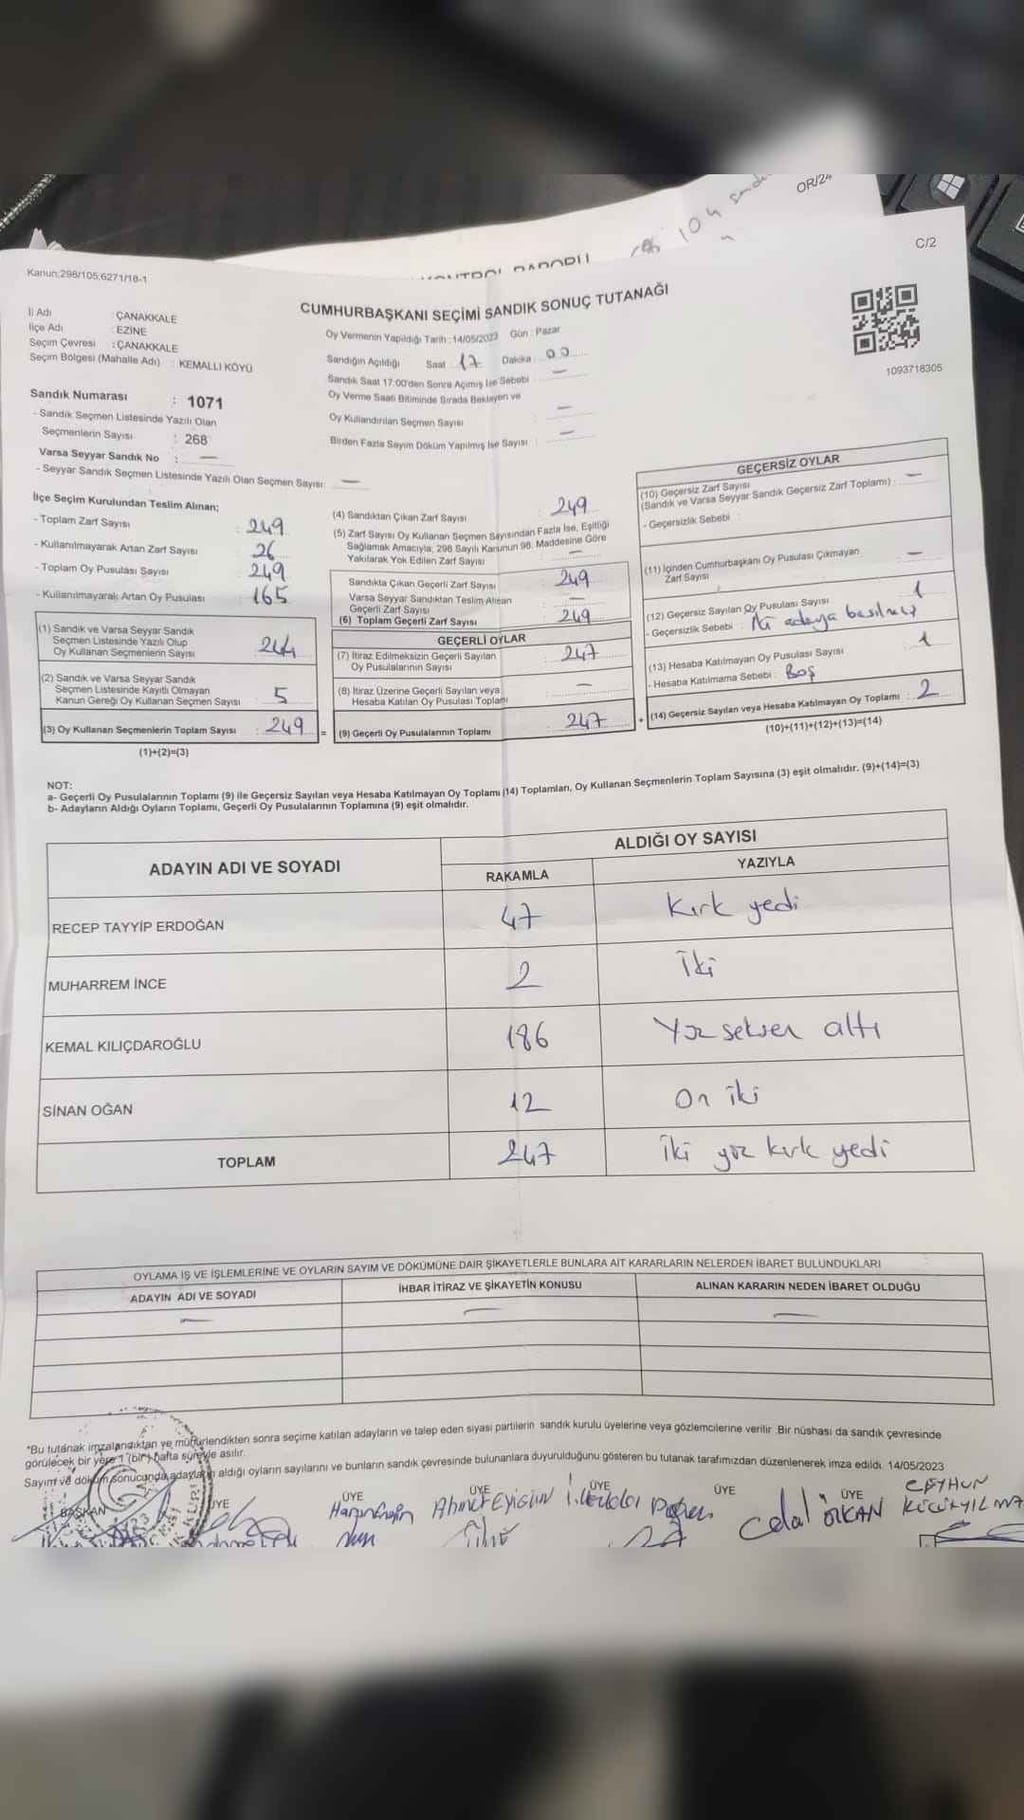 OR/24
104
KONTROL RAPORU
C/2
Kanun;298/105;6271/18-1
CUMHURBAŞKANI SEÇİMİ SANDIK SONUÇ TUTANAĞI
İl Adı : ÇANAKKALE
İlçe Adı : EZİNE
Seçim Çevresi : ÇANAKKALE
Seçim Bölgesi (Mahalle Adı) : KEMALLI KÖYÜ
Oy Vermenin Yapıldığı Tarih : 14/05/2023 Gün : Pazar
Sandığın Açıldığı Saat 17 Dakika 00
Sandık Saat 17:00'den Sonra Açımış İse Sebebi —
Oy Verme Saati Bitiminde Sırada Bekleyen ve
Oy Kullandırılan Seçmen Sayısı —
Birden Fazla Sayım Döküm Yapılmış İse Sayısı : —
1093718305
Sandık Numarası : 1071
- Sandık Seçmen Listesinde Yazılı Olan
Seçmenlerin Sayısı : 268
Varsa Seyyar Sandık No : —
- Seyyar Sandık Seçmen Listesinde Yazılı Olan Seçmen Sayısı: —
İlçe Seçim Kurulundan Teslim Alınan;
- Toplam Zarf Sayısı : 249
- Kullanılmayarak Artan Zarf Sayısı : 26
- Toplam Oy Pusulası Sayısı : 249
- Kullanılmayarak Artan Oy Pusulası : 165
(1) Sandık ve Varsa Seyyar Sandık
Seçmen Listesinde Yazılı Olup
Oy Kullanan Seçmenlerin Sayısı 244
(2) Sandık ve Varsa Seyyar Sandık
Seçmen Listesinde Kayıtlı Olmayan
Kanun Gereği Oy Kullanan Seçmen Sayısı : 5
(3) Oy Kullanan Seçmenlerin Toplam Sayısı : 249 =
(1)+(2)=(3)
(4) Sandıktan Çıkan Zarf Sayısı 249
(5) Zarf Sayısı Oy Kullanan Seçmen Sayısından Fazla İse, Eşitliği
Sağlamak Amacıyla; 298 Sayılı Kanunun 98. Maddesine Göre
Yakılarak Yok Edilen Zarf Sayısı —
Sandıkta Çıkan Geçerli Zarf Sayısı 249
Varsa Seyyar Sandıktan Teslim Alınan
Geçerli Zarf Sayısı —
(6) Toplam Geçerli Zarf Sayısı 249
GEÇERLİ OYLAR
(7) İtiraz Edilmeksizin Geçerli Sayılan
Oy Pusulalarının Sayısı 247
(8) İtiraz Üzerine Geçerli Sayılan veya
Hesaba Katılan Oy Pusulası Toplamı —
(9) Geçerli Oy Pusulalarının Toplamı 247 +
GEÇERSİZ OYLAR
(10) Geçersiz Zarf Sayısı
(Sandık ve Varsa Seyyar Sandık Geçersiz Zarf Toplamı) : —
- Geçersizlik Sebebi :
(11) İçinden Cumhurbaşkanı Oy Pusulası Çıkmayan
Zarf Sayısı —
(12) Geçersiz Sayılan Oy Pusulası Sayısı : 1
- Geçersizlik Sebebi : adaya basılmış
(13) Hesaba Katılmayan Oy Pusulası Sayısı 1
- Hesaba Katılmama Sebebi : Boş
(14) Geçersiz Sayılan veya Hesaba Katılmayan Oy Toplamı : 2
(10)+(11)+(12)+(13)=(14)
NOT:
a- Geçerli Oy Pusulalarının Toplamı (9) ile Geçersiz Sayılan veya Hesaba Katılmayan Oy Toplamı (14) Toplamları, Oy Kullanan Seçmenlerin Toplam Sayısına (3) eşit olmalıdır. (9)+(14)=(3)
b- Adayların Aldığı Oyların Toplamı, Geçerli Oy Pusulalarının Toplamına (9) eşit olmalıdır.
ADAYIN ADI VE SOYADI ALDIĞI OY SAYISI
RAKAMLA YAZIYLA
RECEP TAYYİP ERDOĞAN 47 Kırk yedi
MUHARREM İNCE 2 İki
KEMAL KILIÇDAROĞLU 186 Yüz seksen altı
SİNAN OĞAN 12 On iki
TOPLAM 247 iki yüz kırk yedi
OYLAMA İŞ VE İŞLEMLERİNE VE OYLARIN SAYIM VE DÖKÜMÜNE DAİR ŞİKAYETLERLE BUNLARA AİT KARARLARIN NELERDEN İBARET BULUNDUKLARI
ADAYIN ADI VE SOYADI İHBAR İTİRAZ VE ŞİKAYETİN KONUSU ALINAN KARARIN NEDEN İBARET OLDUĞU
— — —
*Bu tutanak imzalandıktan ve mühürlendikten sonra seçime katılan adayların ve talep eden siyasi partilerin sandık kurulu üyelerine veya gözlemcilerine verilir. Bir nüshası da sandık çevresinde
görülecek bir yere 1 (bir) hafta süreyle asılır.
Sayım ve döküm sonucunda adayların aldığı oyların sayılarını ve bunların sandık çevresinde bulunanlara duyurulduğunu gösteren bu tutanak tarafımızdan düzenlenerek imza edildi. 14/05/2023
BAŞKAN ÜYE ÜYE ÜYE ÜYE ÜYE ÜYE
Celal ÖRKAN
CEYHUN
KÜÇÜKYILMAZ